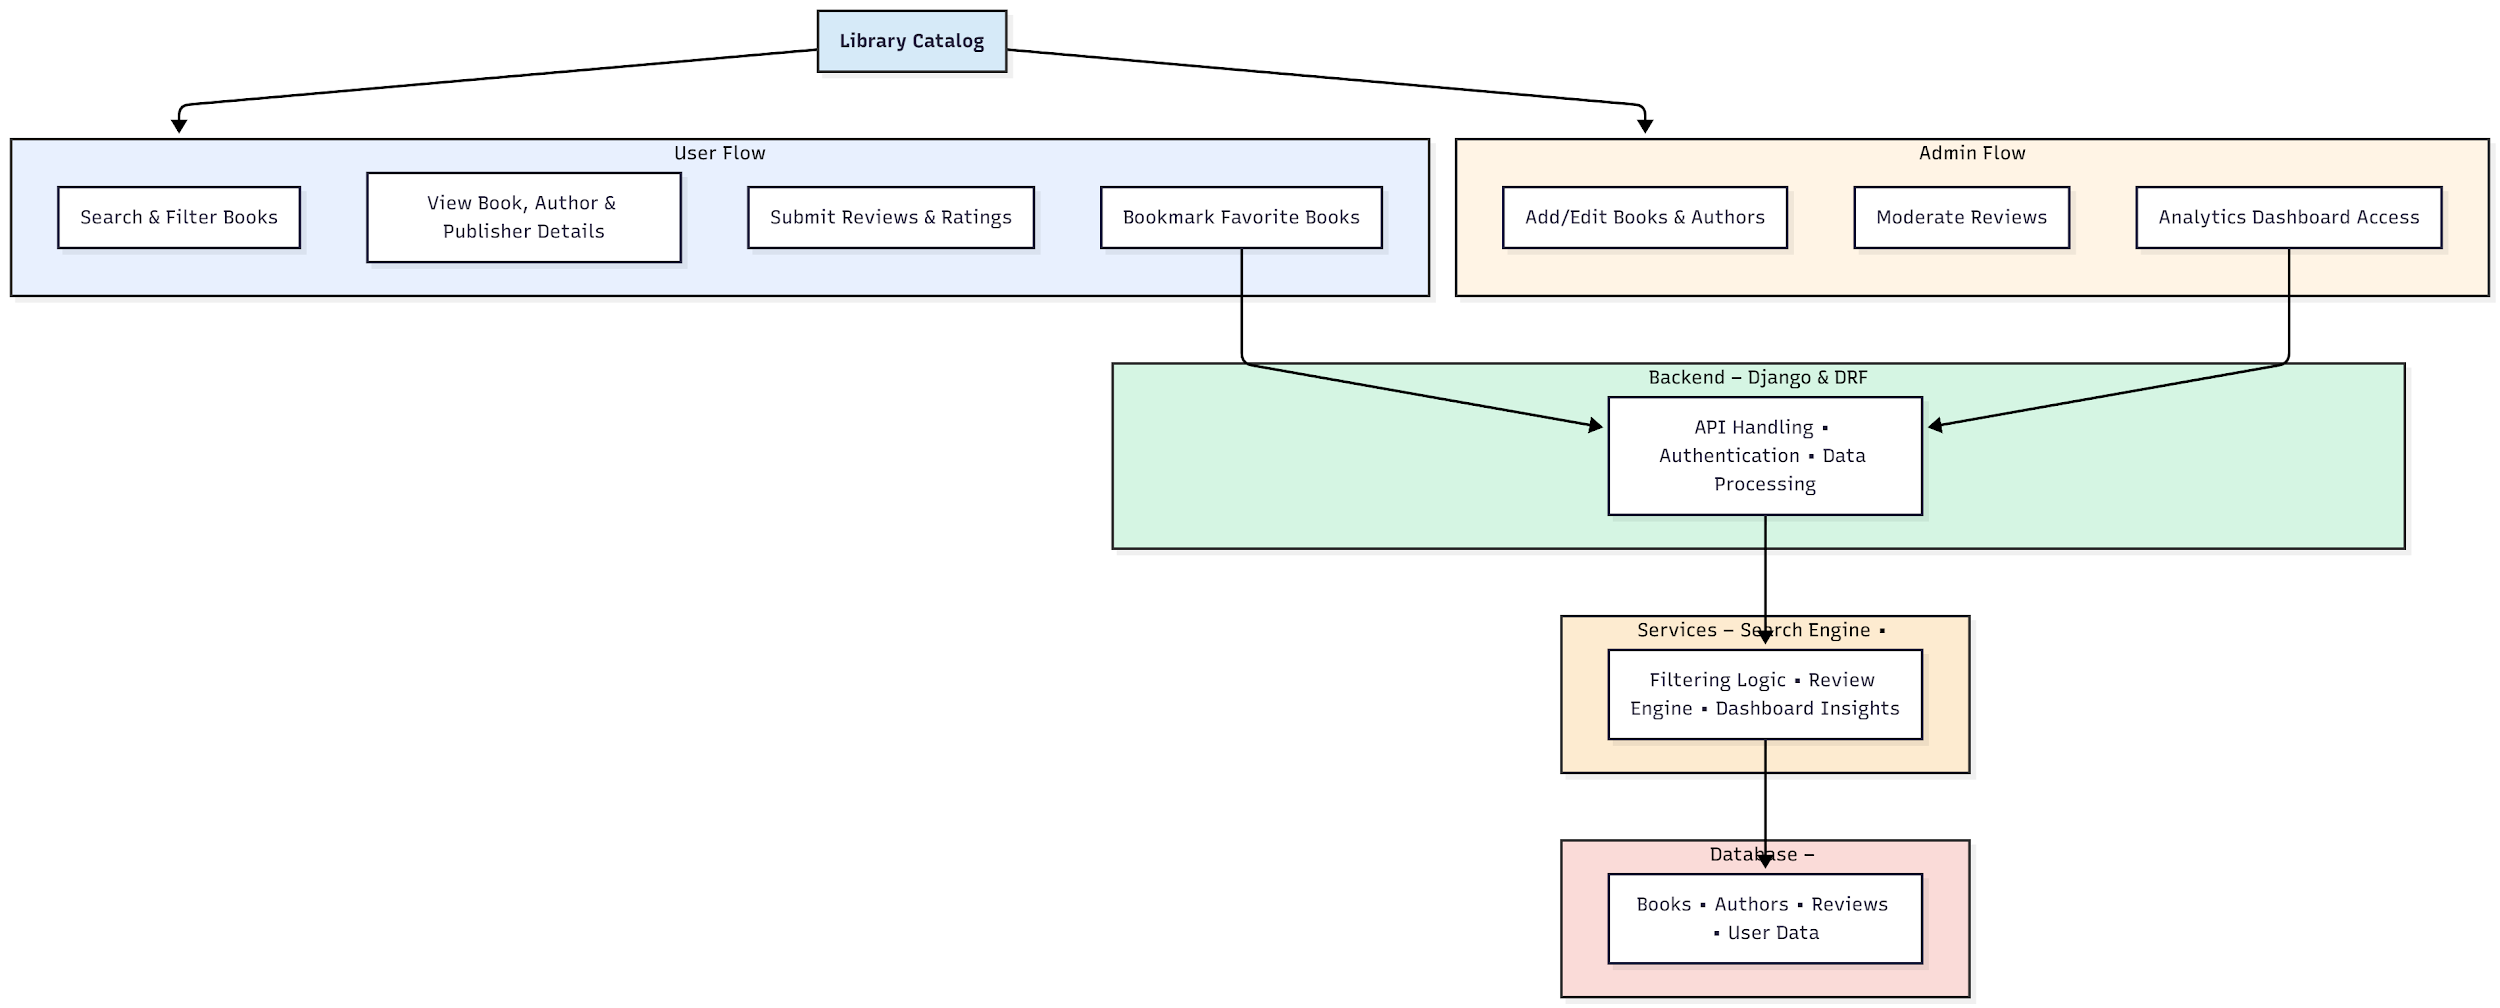 Library Catalog
User Flow
Admin Flow
Search & Filter Books
View Book, Author &
Publisher Details
Submit Reviews & Ratings
Bookmark Favorite Books
Add/Edit Books & Authors
Moderate Reviews
Analytics Dashboard Access
Backend – Django & DRF
API Handling ▪
Authentication ▪ Data
Processing
Services – Search Engine ▪
Filtering Logic ▪ Review
Engine ▪ Dashboard Insights
Database –
Books ▪ Authors ▪ Reviews
▪ User Data